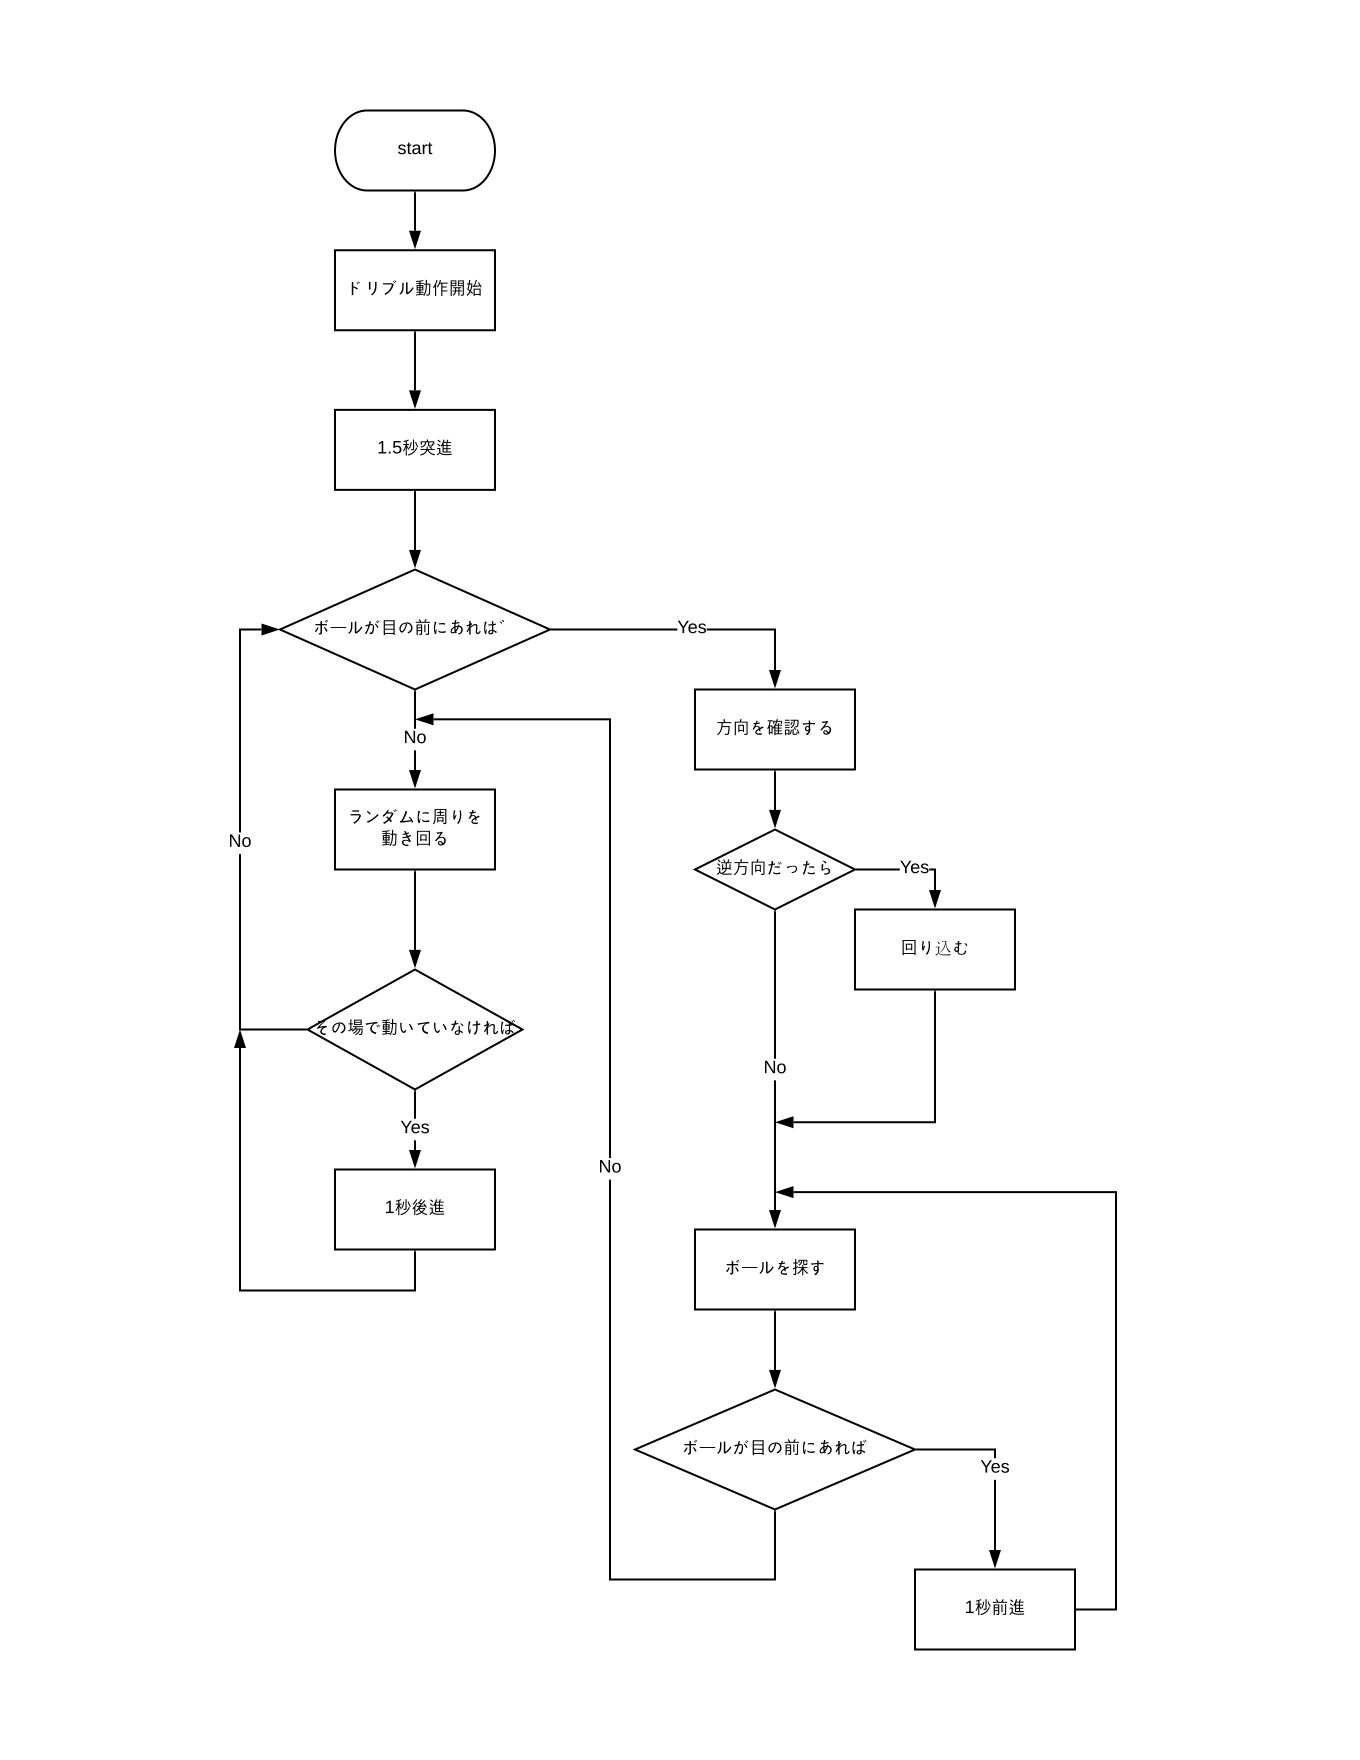 start
ドリブル動作開始
1.5秒突進
ボールが目の前にあれば
Yes
方向を確認する
No
ランダムに周りを
動き回る
No
逆方向だったら
Yes
回り込む
その場で動いていなければ
No
Yes
No
1秒後進
ボールを探す
ボールが目の前にあれば
Yes
1秒前進